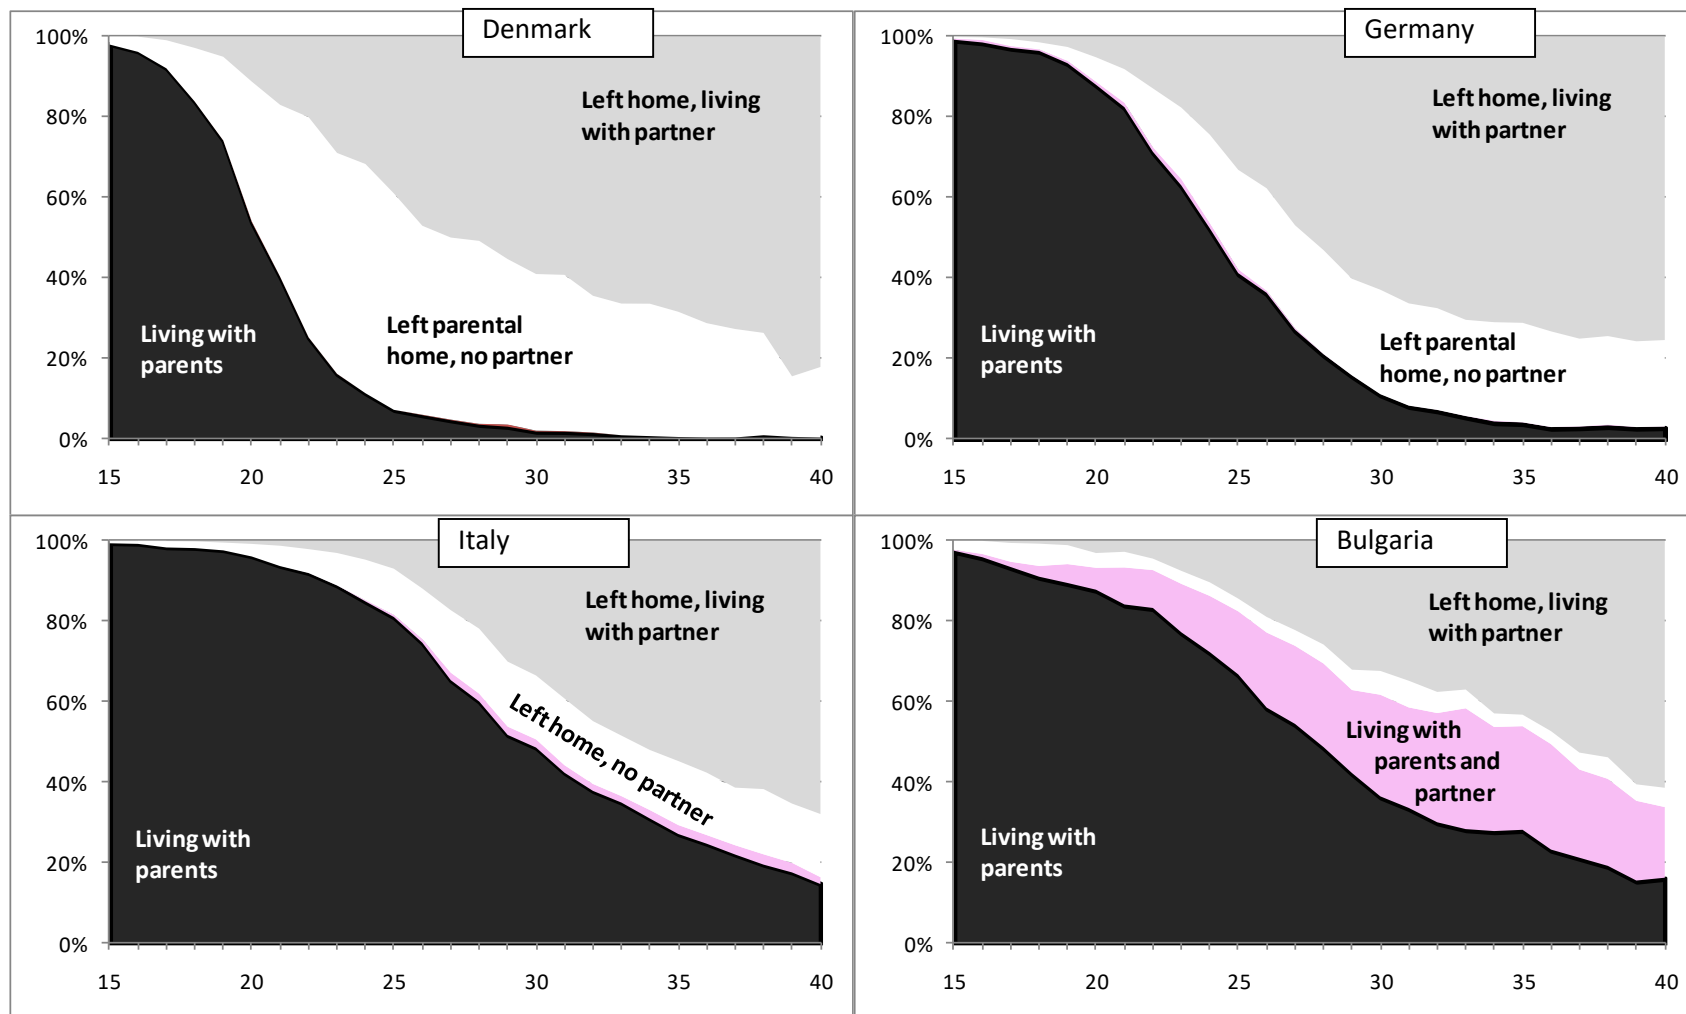 Denmark
100%
80%
60%
40%
20%
0%
Left home, living
with partner
Left parental
home, no partner
Living with
parents
15 20 25 30 35 40
Germany
100%
80%
60%
40%
20%
0%
Left home, living
with partner
Left parental
home, no partner
Living with
parents
15 20 25 30 35 40
Italy
100%
80%
60%
40%
20%
0%
Left home, living
with partner
Left home, no partner
Living with
parents
15 20 25 30 35 40
Bulgaria
100%
80%
60%
40%
20%
0%
Left home, living
with partner
Living with
parents and
partner
Living with
parents
15 20 25 30 35 40